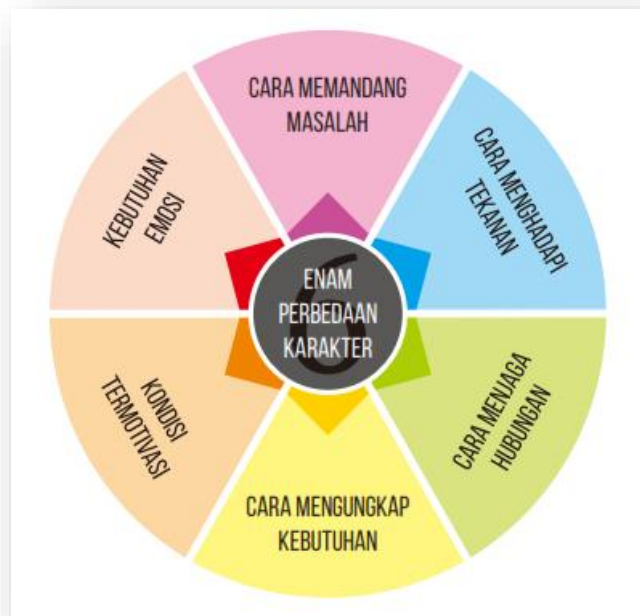 CARA MEMANDANG
MASALAH
CARA MENGHADAPI
TEKANAN
CARA MENJAGA
HUBUNGAN
CARA MENGUNGKAP
KEBUTUHAN
KONDISI
TERMOTIVASI
KEBUTUHAN
EMOSI
6
ENAM
PERBEDAAN
KARAKTER